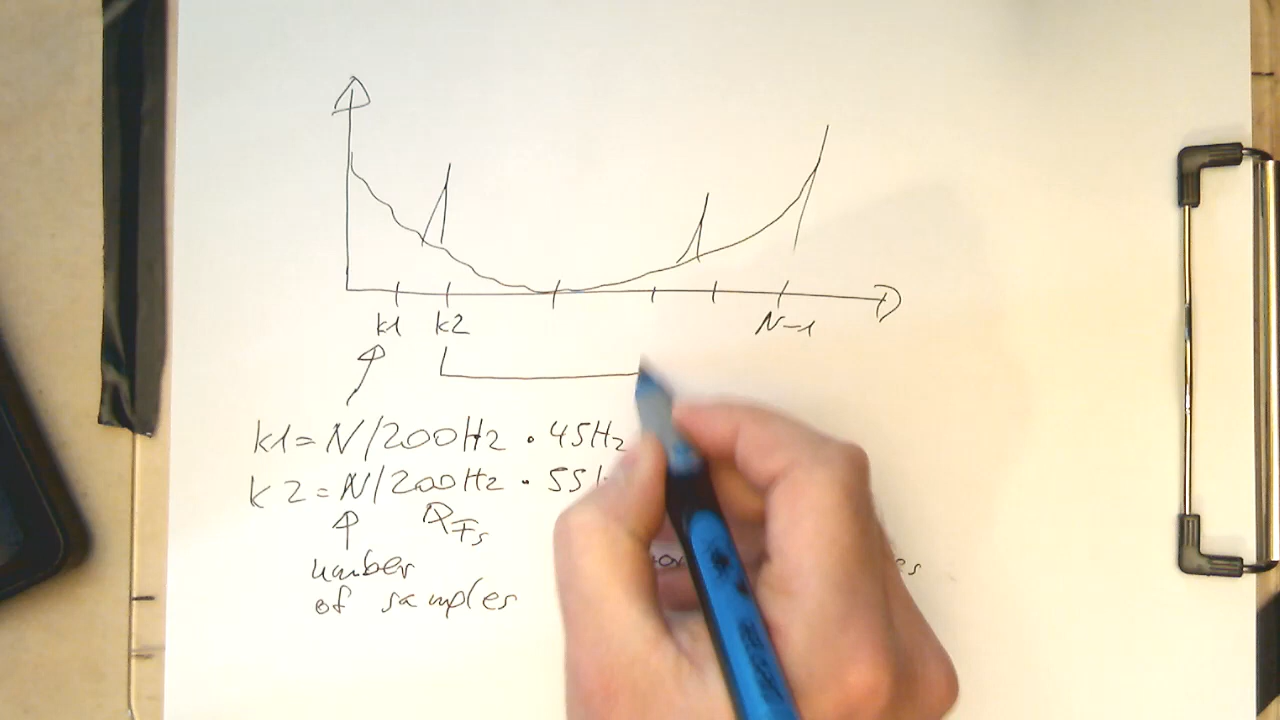 k1 k2 N-1
k1=N/200Hz • 45Hz
k2=N/200Hz • 55
Fs
number
of samples